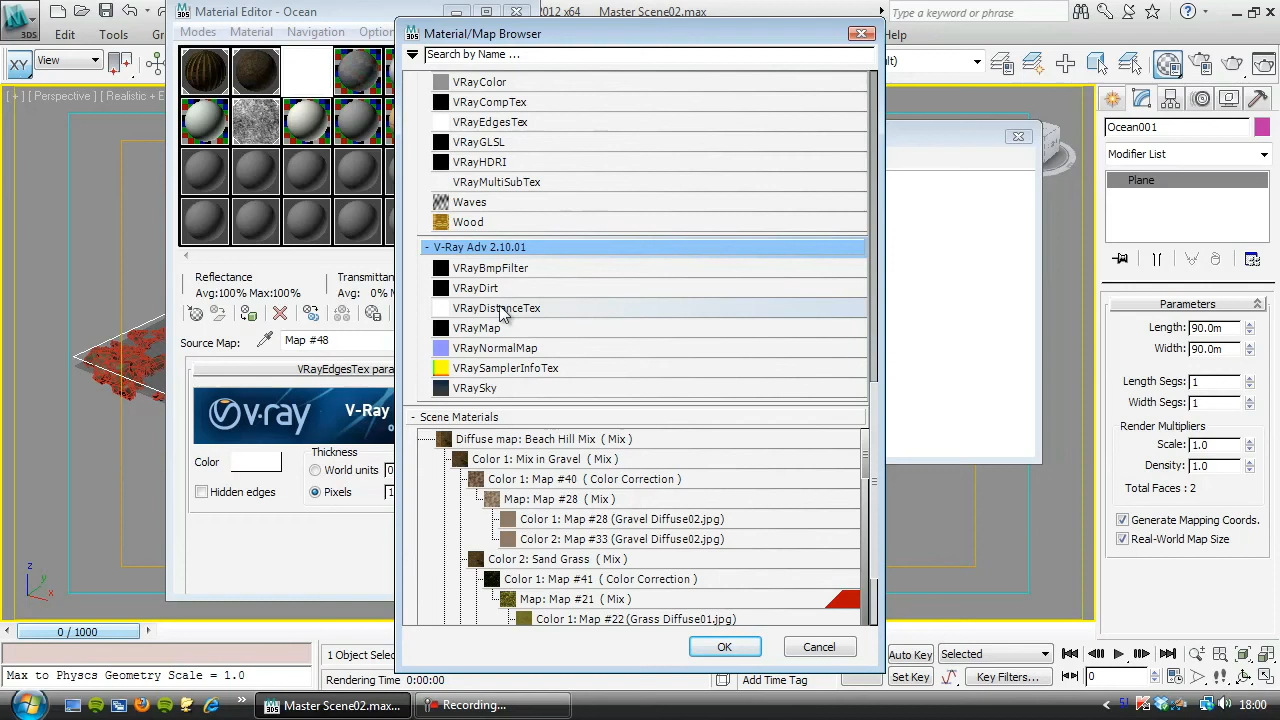 Material Editor - Ocean
2012 x64
Master Scene02.max
Type a keyword or phrase
Edit
Tools
Help
Modes
Material
Navigation
Material/Map Browser
Search by Name ...
XY
View
[ + ] [ Perspective ]
VRayColor
VRayCompTex
VRayEdgesTex
VRayGLSL
VRayHDRI
VRayMultiSubTex
Waves
Wood
- V-Ray Adv 2.10.01
VRayBmpFilter
VRayDirt
VRayDistanceTex
VRayMap
VRayNormalMap
VRaySamplerInfoTex
VRaySky
- Scene Materials
Diffuse map: Beach Hill Mix ( Mix )
Color 1: Mix in Gravel ( Mix )
Color 1: Map #40 ( Color Correction )
Map: Map #28 ( Mix )
Color 1: Map #28 (Gravel Diffuse02.jpg)
Color 2: Map #33 (Gravel Diffuse02.jpg)
Color 2: Sand Grass ( Mix )
Color 1: Map #41 ( Color Correction )
Map: Map #21 ( Mix )
Color 1: Map #22 (Grass Diffuse01.jpg)
OK
Cancel
Reflectance
Avg:100% Max:100%
Avg: 0%
Source Map:
Map #48
v·ray
V-Ray
Color
Hidden edges
Thickness
World units
Pixels
Ocean001
Modifier List
Plane
Parameters
Length: 90.0m
Width: 90.0m
Length Segs: 1
Width Segs: 1
Render Multipliers
Scale: 1.0
Density: 1.0
Total Faces : 2
Generate Mapping Coords.
Real-World Map Size
0 / 1000
Max to Physcs Geometry Scale = 1.0
Rendering Time 0:00:00
Add Time Tag
Auto Key
Selected
Set Key
Key Filters...
0
Master Scene02.max...
Recording...
18:00